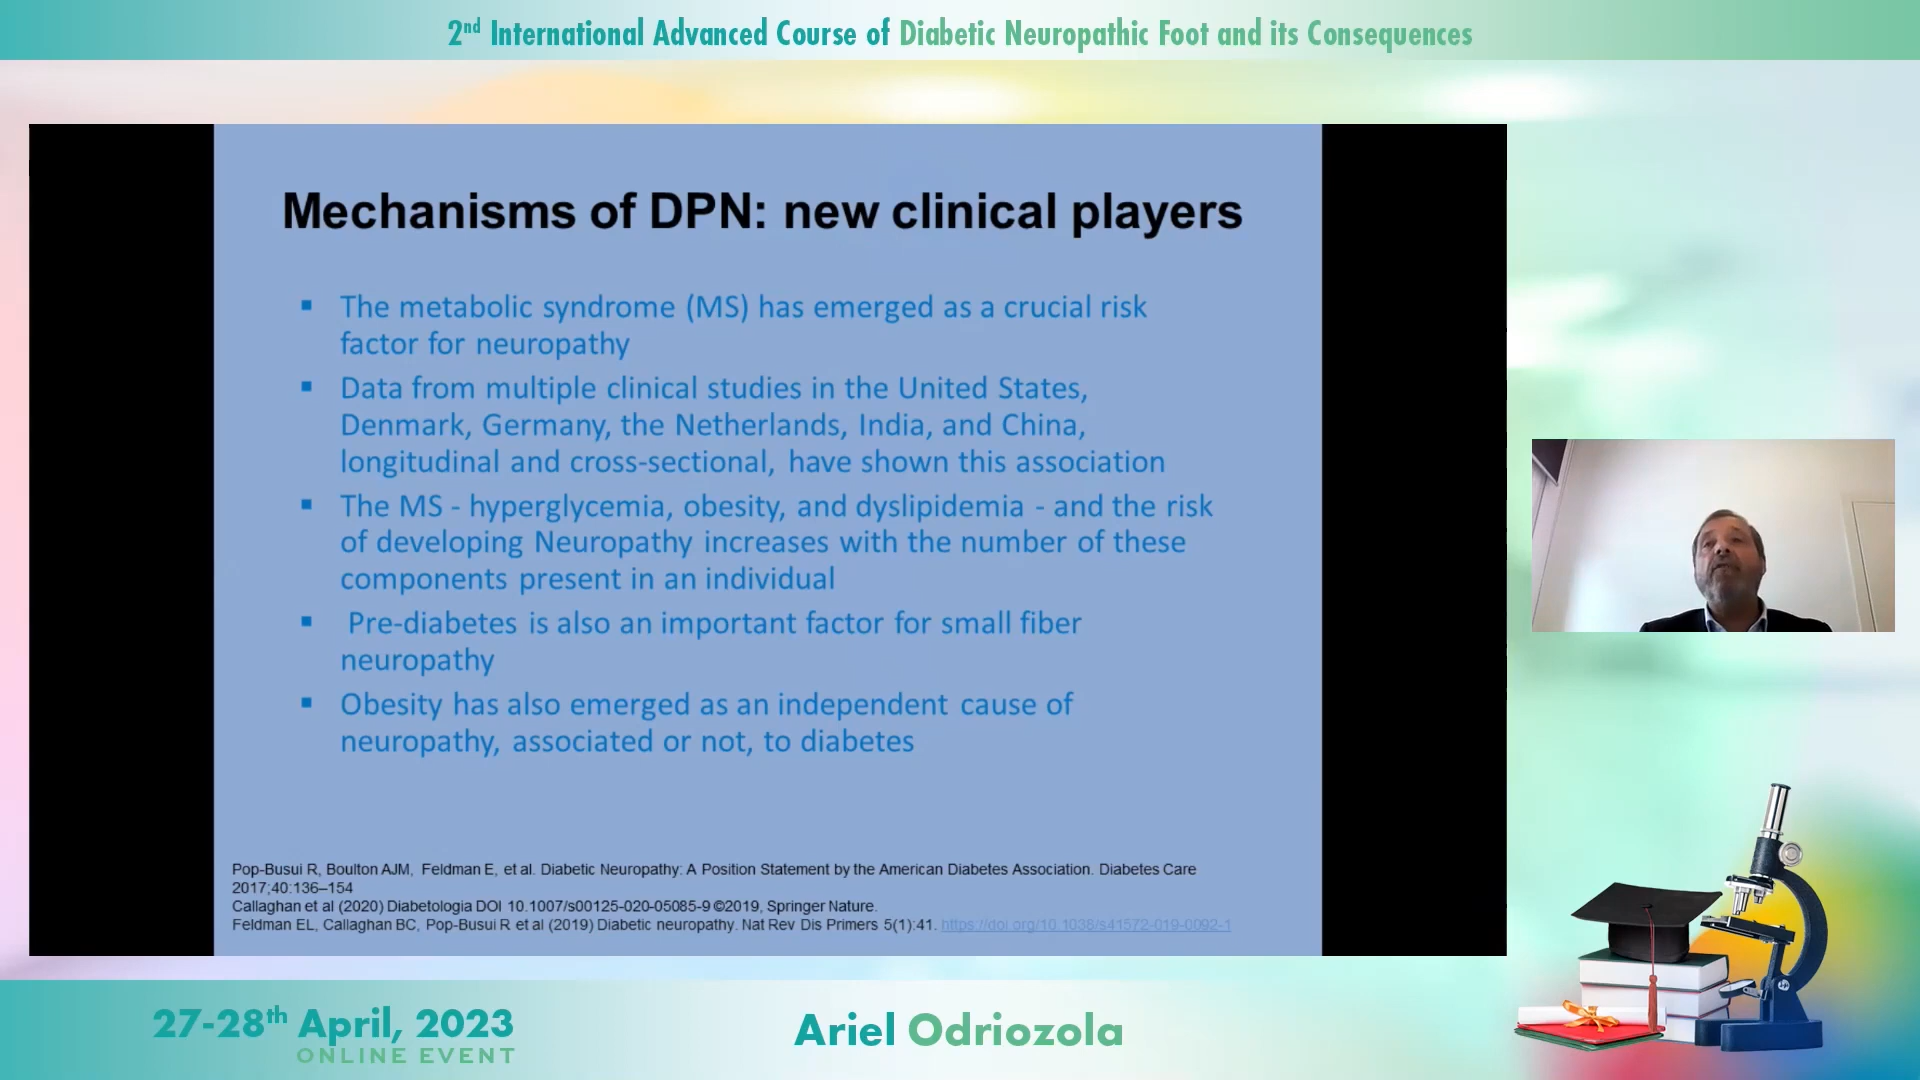 2nd International Advanced Course of Diabetic Neuropathic Foot and its Consequences
Mechanisms of DPN: new clinical players
▪ The metabolic syndrome (MS) has emerged as a crucial risk
factor for neuropathy
▪ Data from multiple clinical studies in the United States,
Denmark, Germany, the Netherlands, India, and China,
longitudinal and cross-sectional, have shown this association
▪ The MS - hyperglycemia, obesity, and dyslipidemia - and the risk
of developing Neuropathy increases with the number of these
components present in an individual
▪ Pre-diabetes is also an important factor for small fiber
neuropathy
▪ Obesity has also emerged as an independent cause of
neuropathy, associated or not, to diabetes
Pop-Busui R, Boulton AJM, Feldman E, et al. Diabetic Neuropathy: A Position Statement by the American Diabetes Association. Diabetes Care
2017;40:136–154
Callaghan et al (2020) Diabetologia DOI 10.1007/s00125-020-05085-9 ©2019, Springer Nature.
Feldman EL, Callaghan BC, Pop-Busui R et al (2019) Diabetic neuropathy. Nat Rev Dis Primers 5(1):41. https://doi.org/10.1038/s41572-019-0092-1
27-28th April, 2023
ONLINE EVENT
Ariel Odriozola